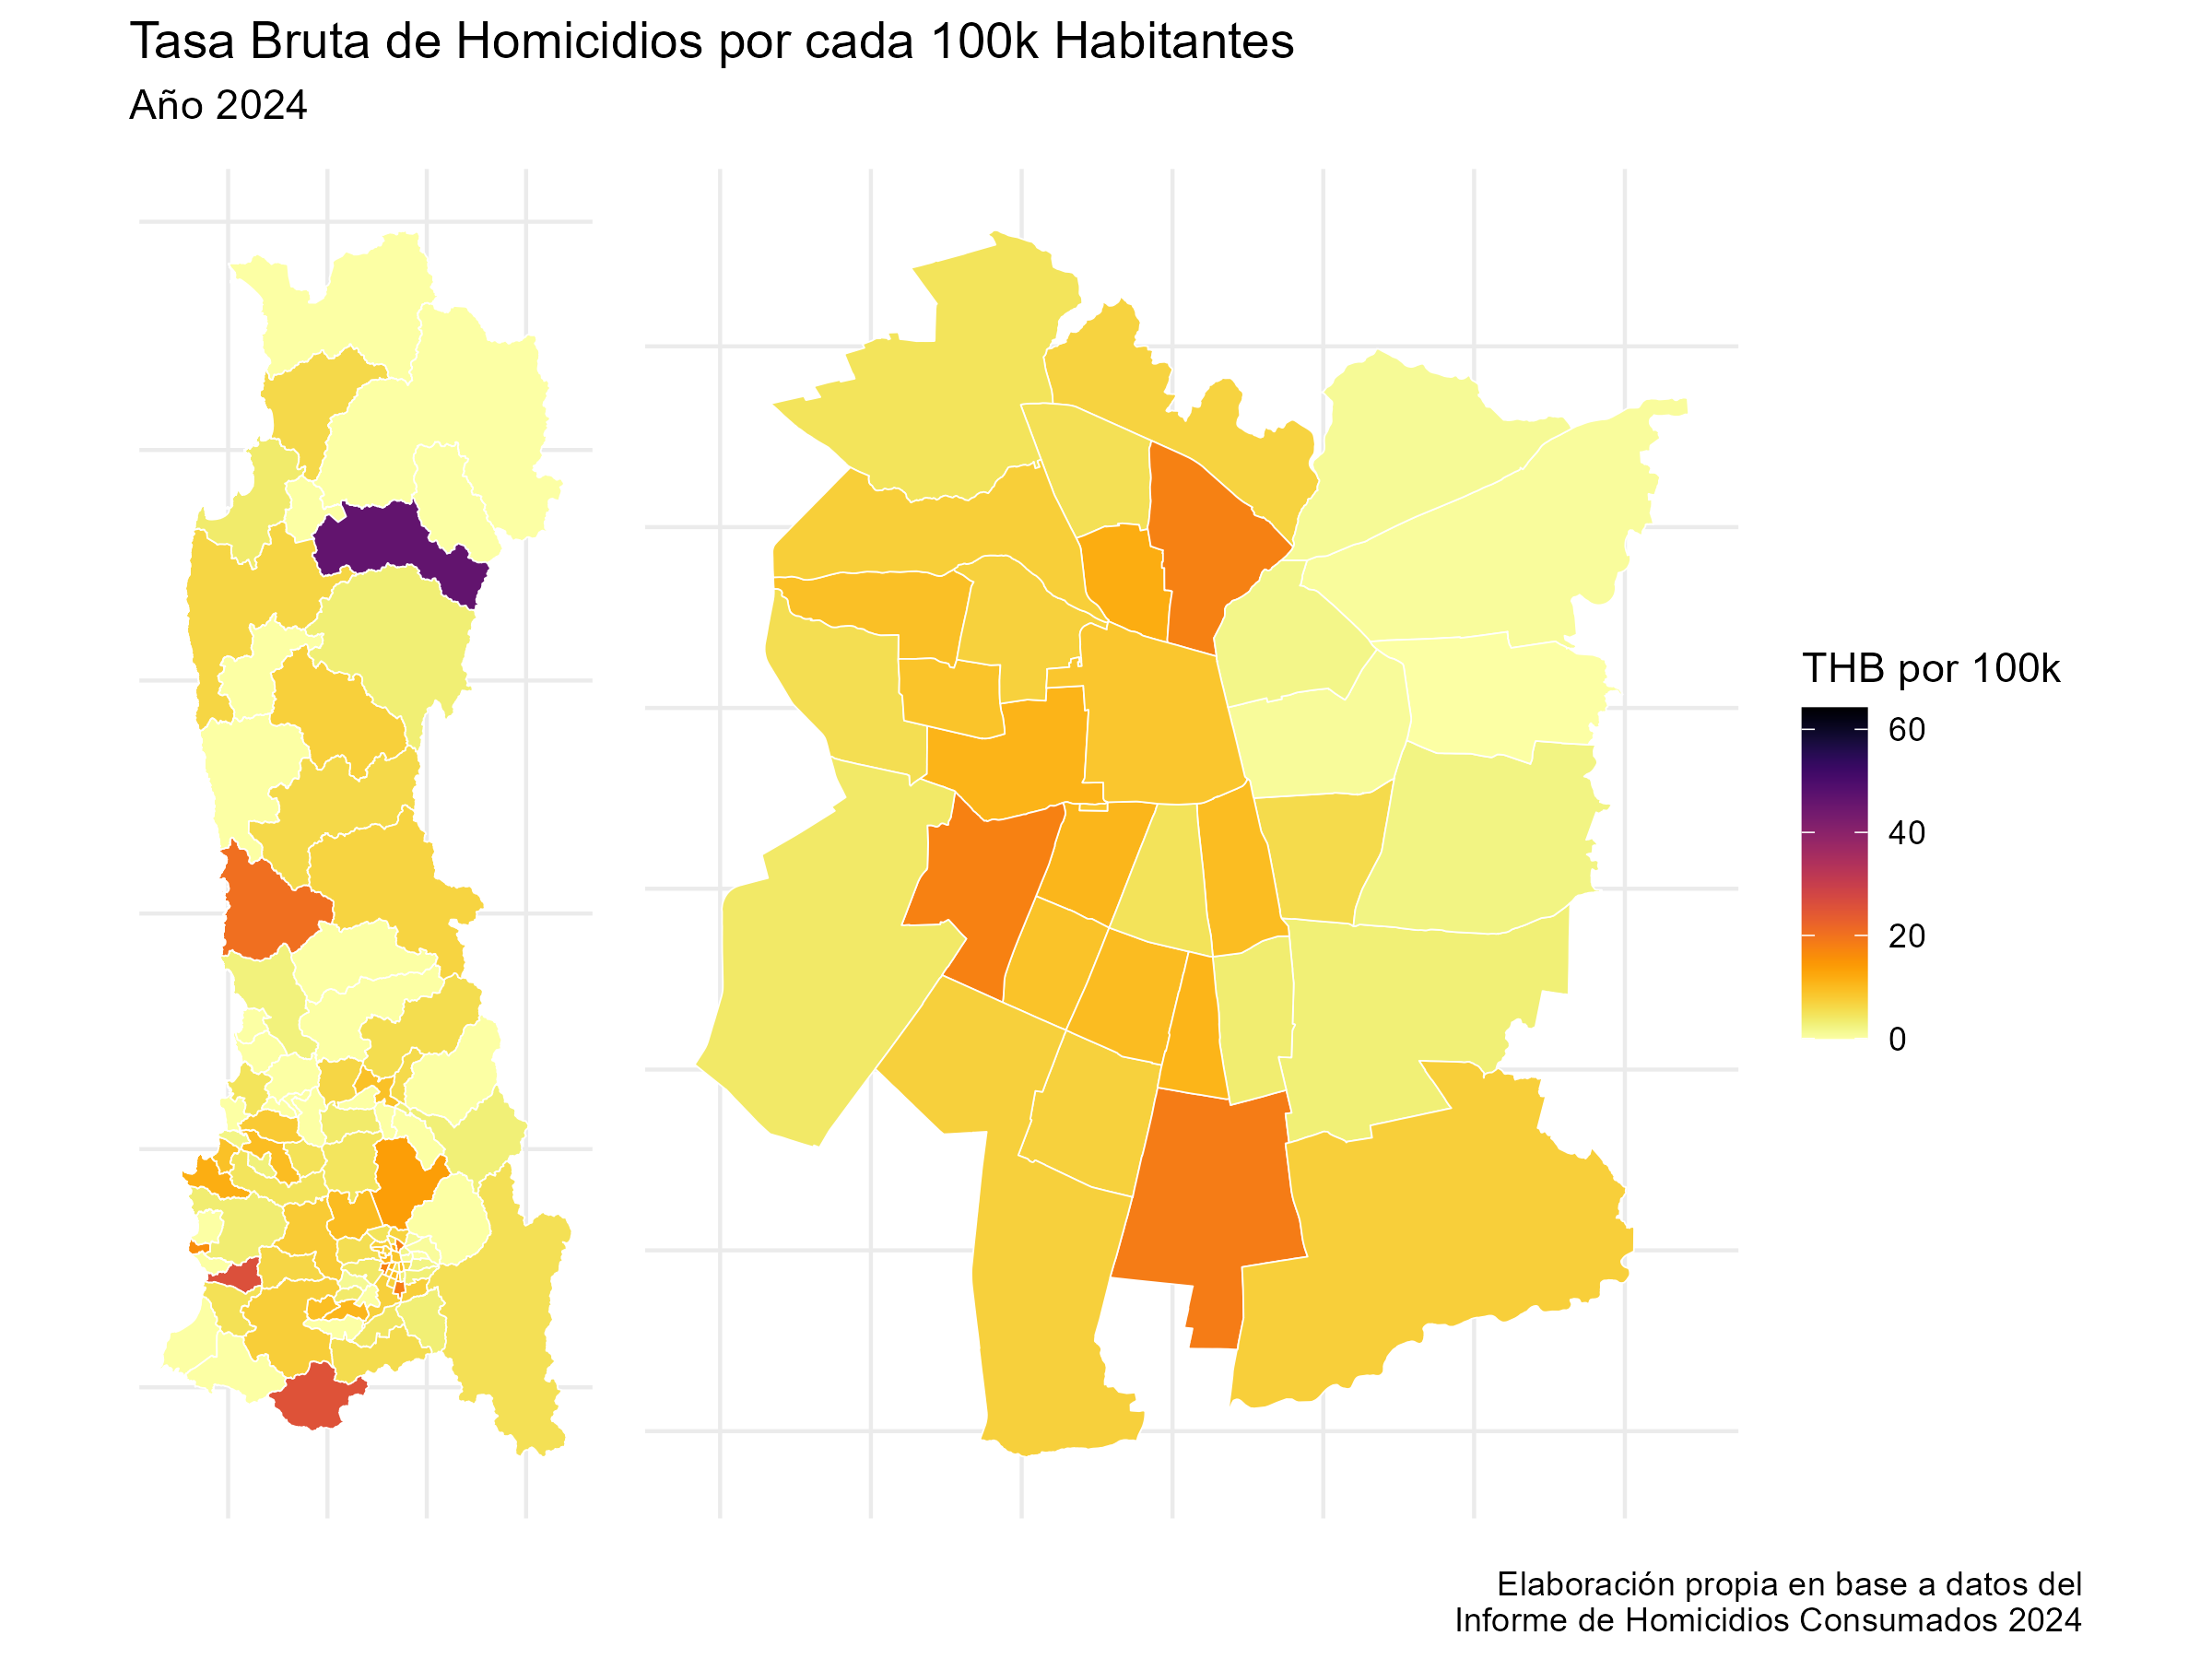 Tasa Bruta de Homicidios por cada 100k Habitantes
Año 2024
THB por 100k
60
40
20
0
Elaboración propia en base a datos del
Informe de Homicidios Consumados 2024